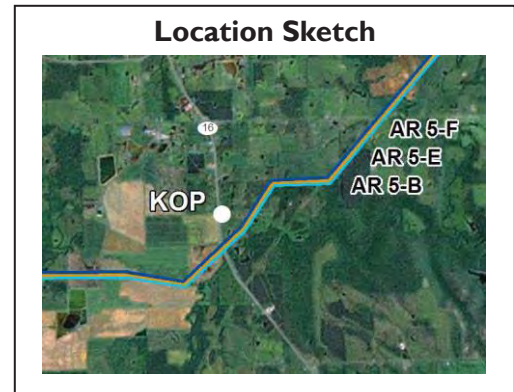 Location Sketch
16
AR 5-F
AR 5-E
AR 5-B
KOP